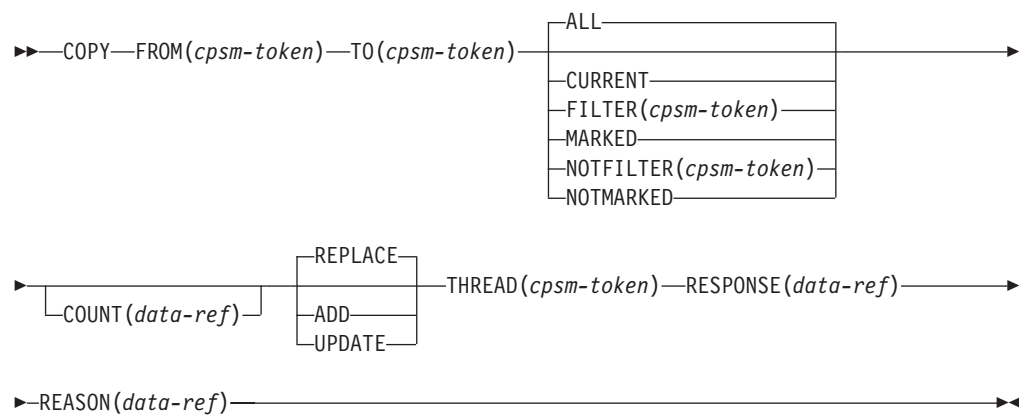 ALL
COPY FROM(cpsm-token) TO(cpsm-token)
CURRENT
FILTER(cpsm-token)
MARKED
NOTFILTER(cpsm-token)
NOTMARKED
REPLACE
THREAD(cpsm-token) RESPONSE(data-ref)
COUNT(data-ref)
ADD
UPDATE
REASON(data-ref)